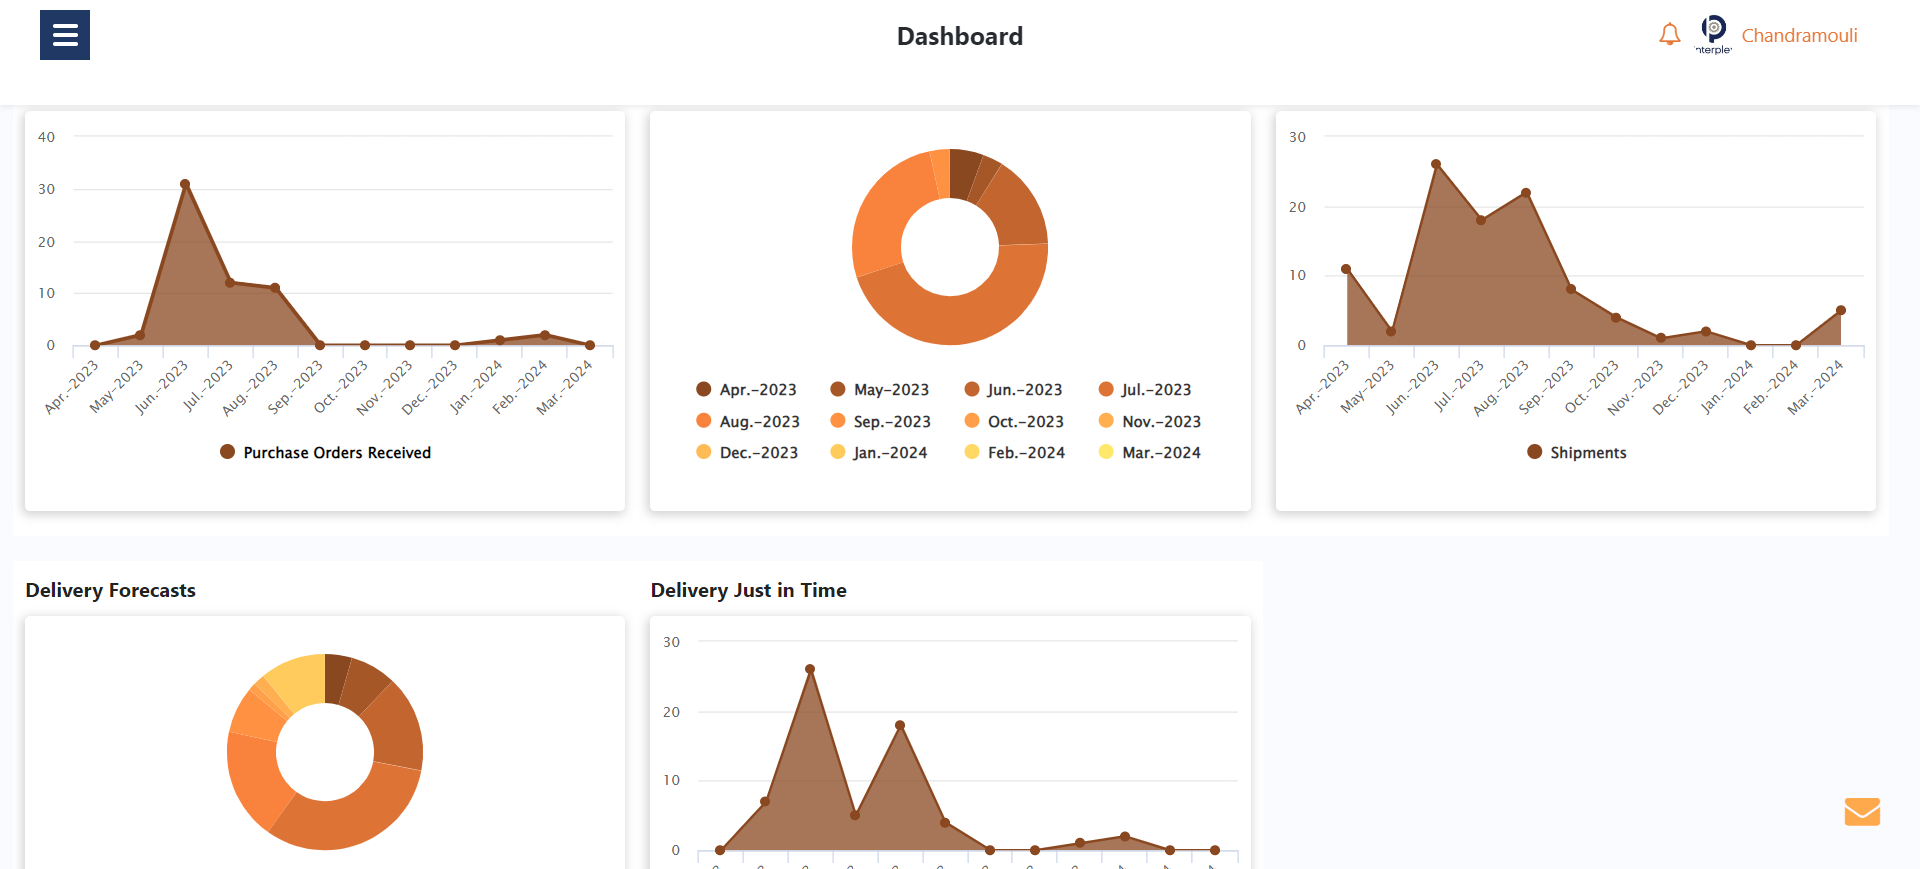 Dashboard
nterple
Chandramouli
40
30
20
10
0
Apr.-2023
May-2023
Jun.-2023
Jul.-2023
Aug.-2023
Sep.-2023
Oct.-2023
Nov.-2023
Dec.-2023
Jan.-2024
Feb.-2024
Mar.-2024
Purchase Orders Received
Apr.-2023 May-2023 Jun.-2023 Jul.-2023
Aug.-2023 Sep.-2023 Oct.-2023 Nov.-2023
Dec.-2023 Jan.-2024 Feb.-2024 Mar.-2024
30
20
10
0
Apr.-2023
May-2023
Jun.-2023
Jul.-2023
Aug.-2023
Sep.-2023
Oct.-2023
Nov.-2023
Dec.-2023
Jan.-2024
Feb.-2024
Mar.-2024
Shipments
Delivery Forecasts
Delivery Just in Time
30
20
10
0